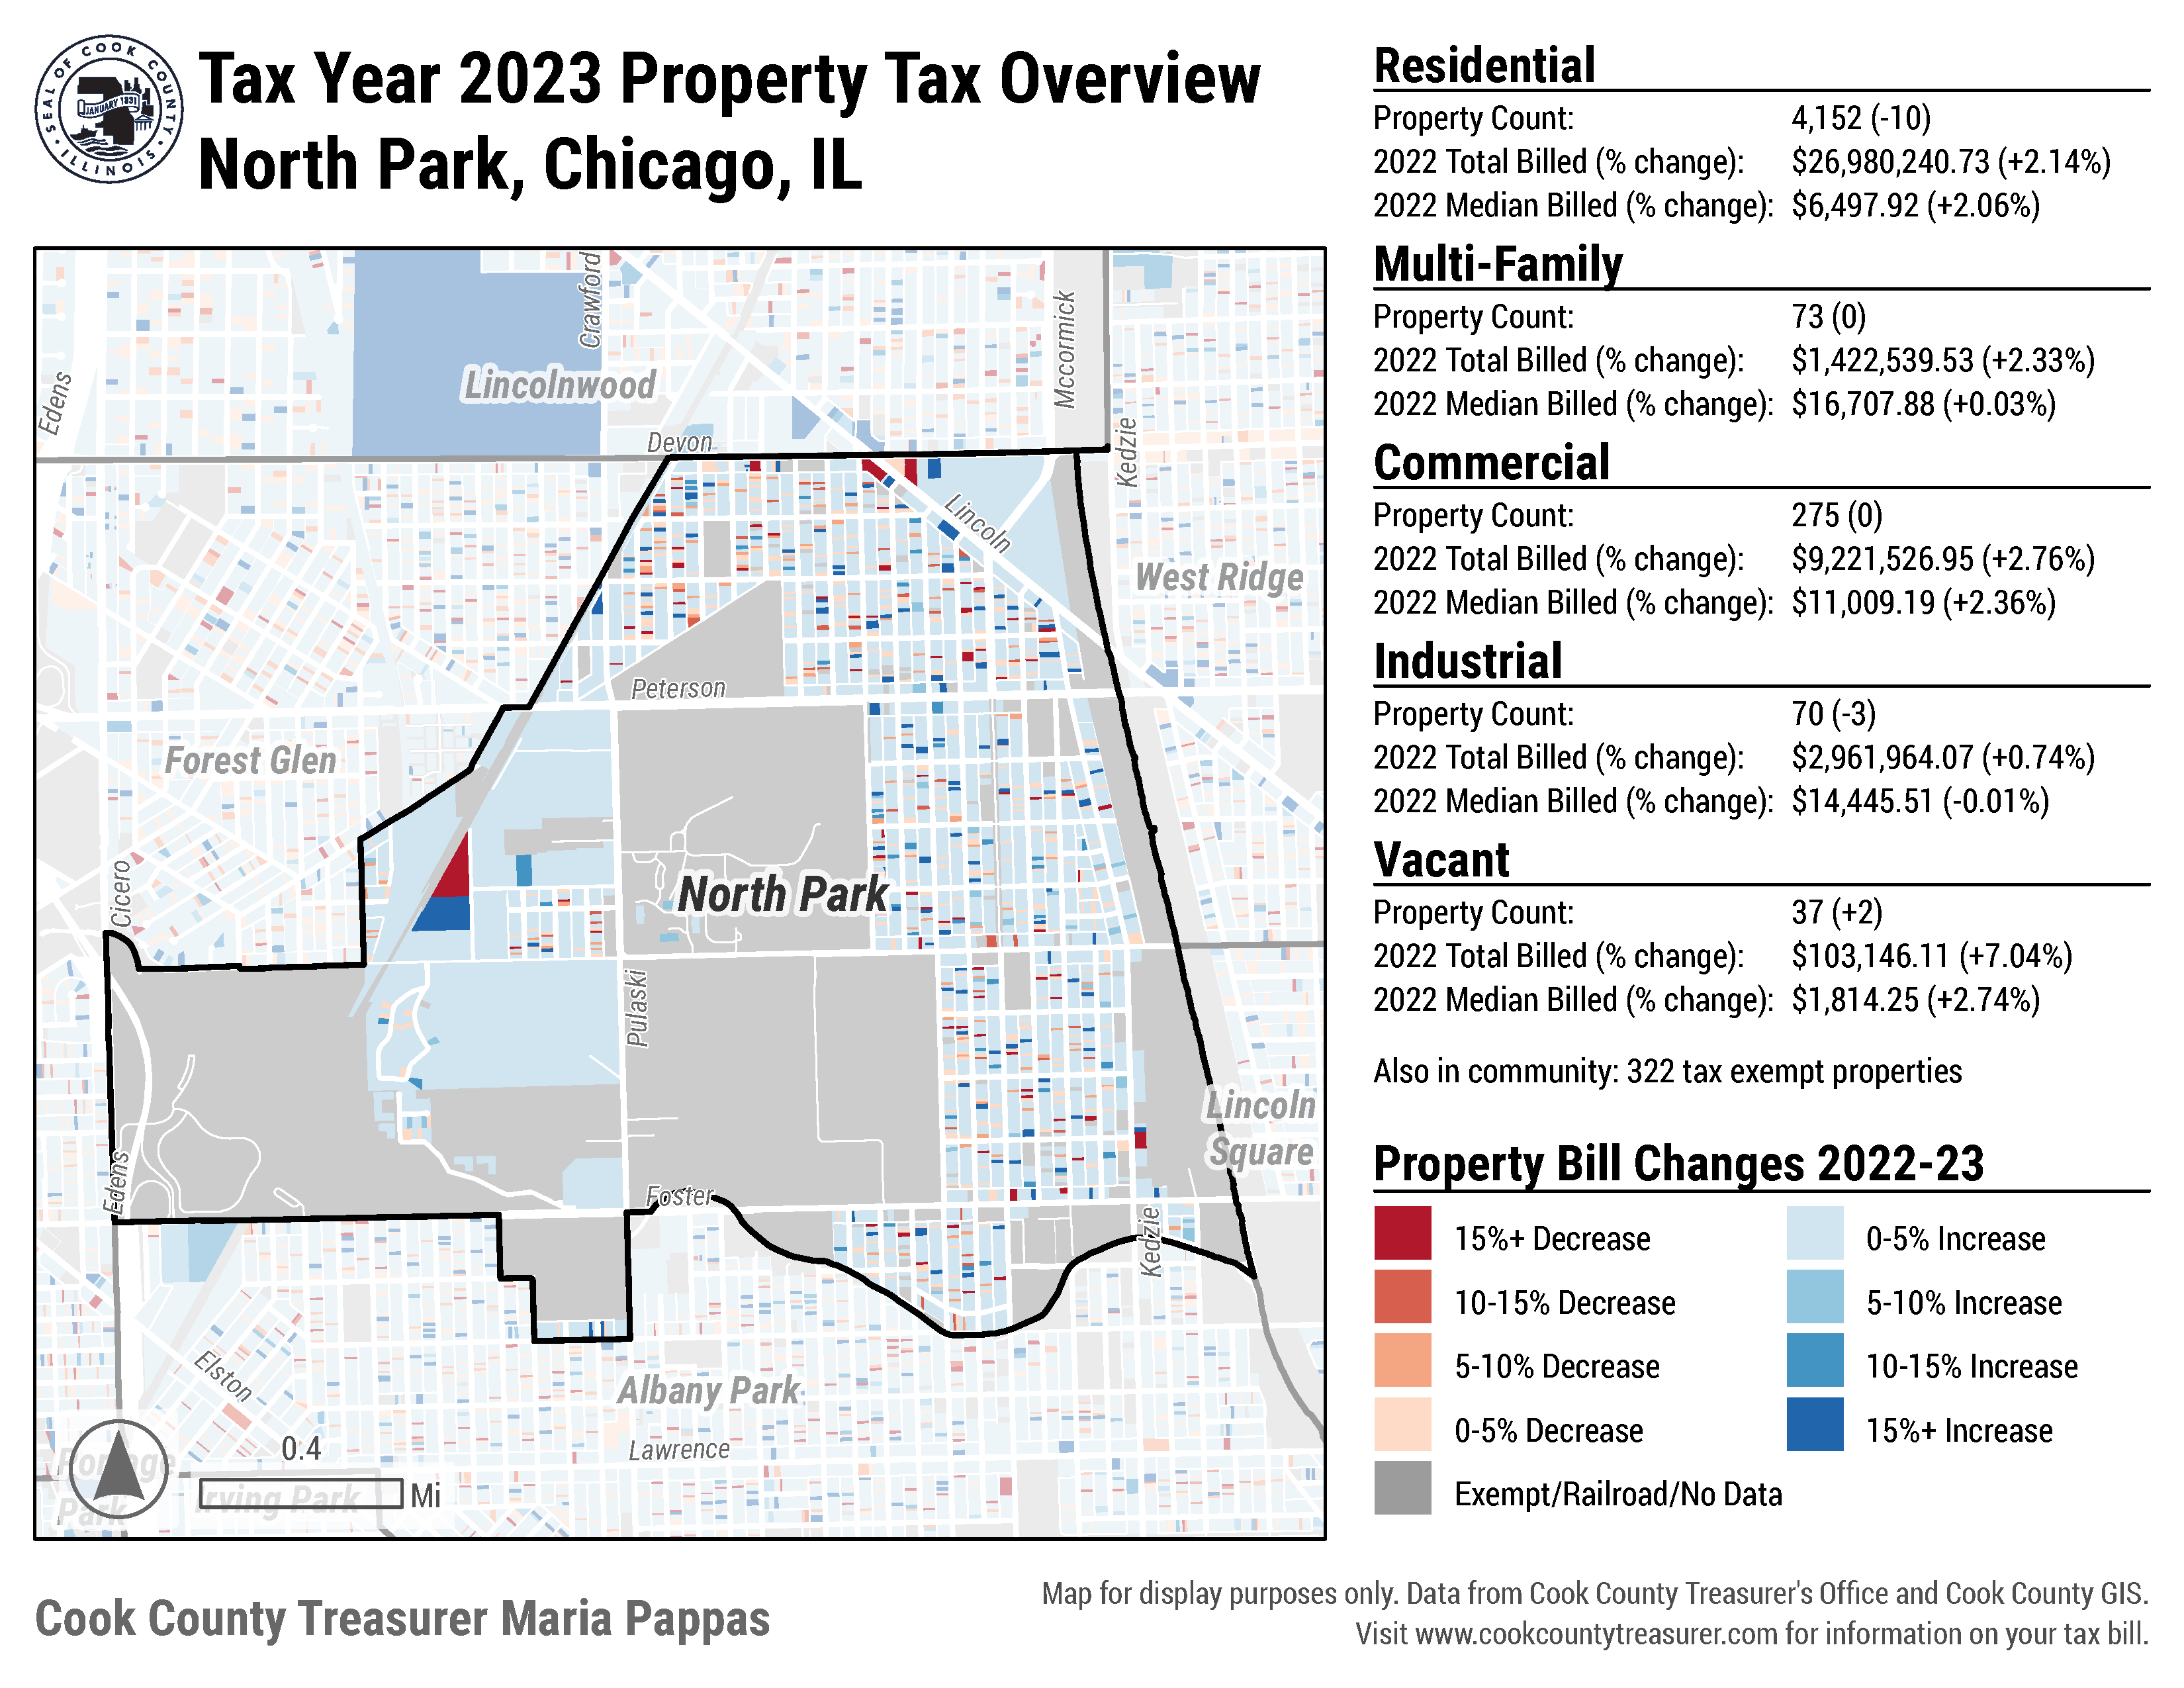 SEAL OF COOK COUNTY
ILLINOIS
JANUARY 1831
Tax Year 2023 Property Tax Overview
North Park, Chicago, IL
Crawford
Mccormick
Edens
Lincolnwood
Devon
Kedzie
Lincoln
West Ridge
Peterson
Forest Glen
Cicero
North Park
Pulaski
Lincoln
Square
Edens
Foster
Kedzie
Elston
Albany Park
Lawrence
Portage
Park
Irving Park
0.4
Mi
Residential
Property Count: 4,152 (-10)
2022 Total Billed (% change): $26,980,240.73 (+2.14%)
2022 Median Billed (% change): $6,497.92 (+2.06%)
Multi-Family
Property Count: 73 (0)
2022 Total Billed (% change): $1,422,539.53 (+2.33%)
2022 Median Billed (% change): $16,707.88 (+0.03%)
Commercial
Property Count: 275 (0)
2022 Total Billed (% change): $9,221,526.95 (+2.76%)
2022 Median Billed (% change): $11,009.19 (+2.36%)
Industrial
Property Count: 70 (-3)
2022 Total Billed (% change): $2,961,964.07 (+0.74%)
2022 Median Billed (% change): $14,445.51 (-0.01%)
Vacant
Property Count: 37 (+2)
2022 Total Billed (% change): $103,146.11 (+7.04%)
2022 Median Billed (% change): $1,814.25 (+2.74%)
Also in community: 322 tax exempt properties
Property Bill Changes 2022-23
15%+ Decrease
10-15% Decrease
5-10% Decrease
0-5% Decrease
Exempt/Railroad/No Data
0-5% Increase
5-10% Increase
10-15% Increase
15%+ Increase
Cook County Treasurer Maria Pappas
Map for display purposes only. Data from Cook County Treasurer's Office and Cook County GIS.
Visit www.cookcountytreasurer.com for information on your tax bill.